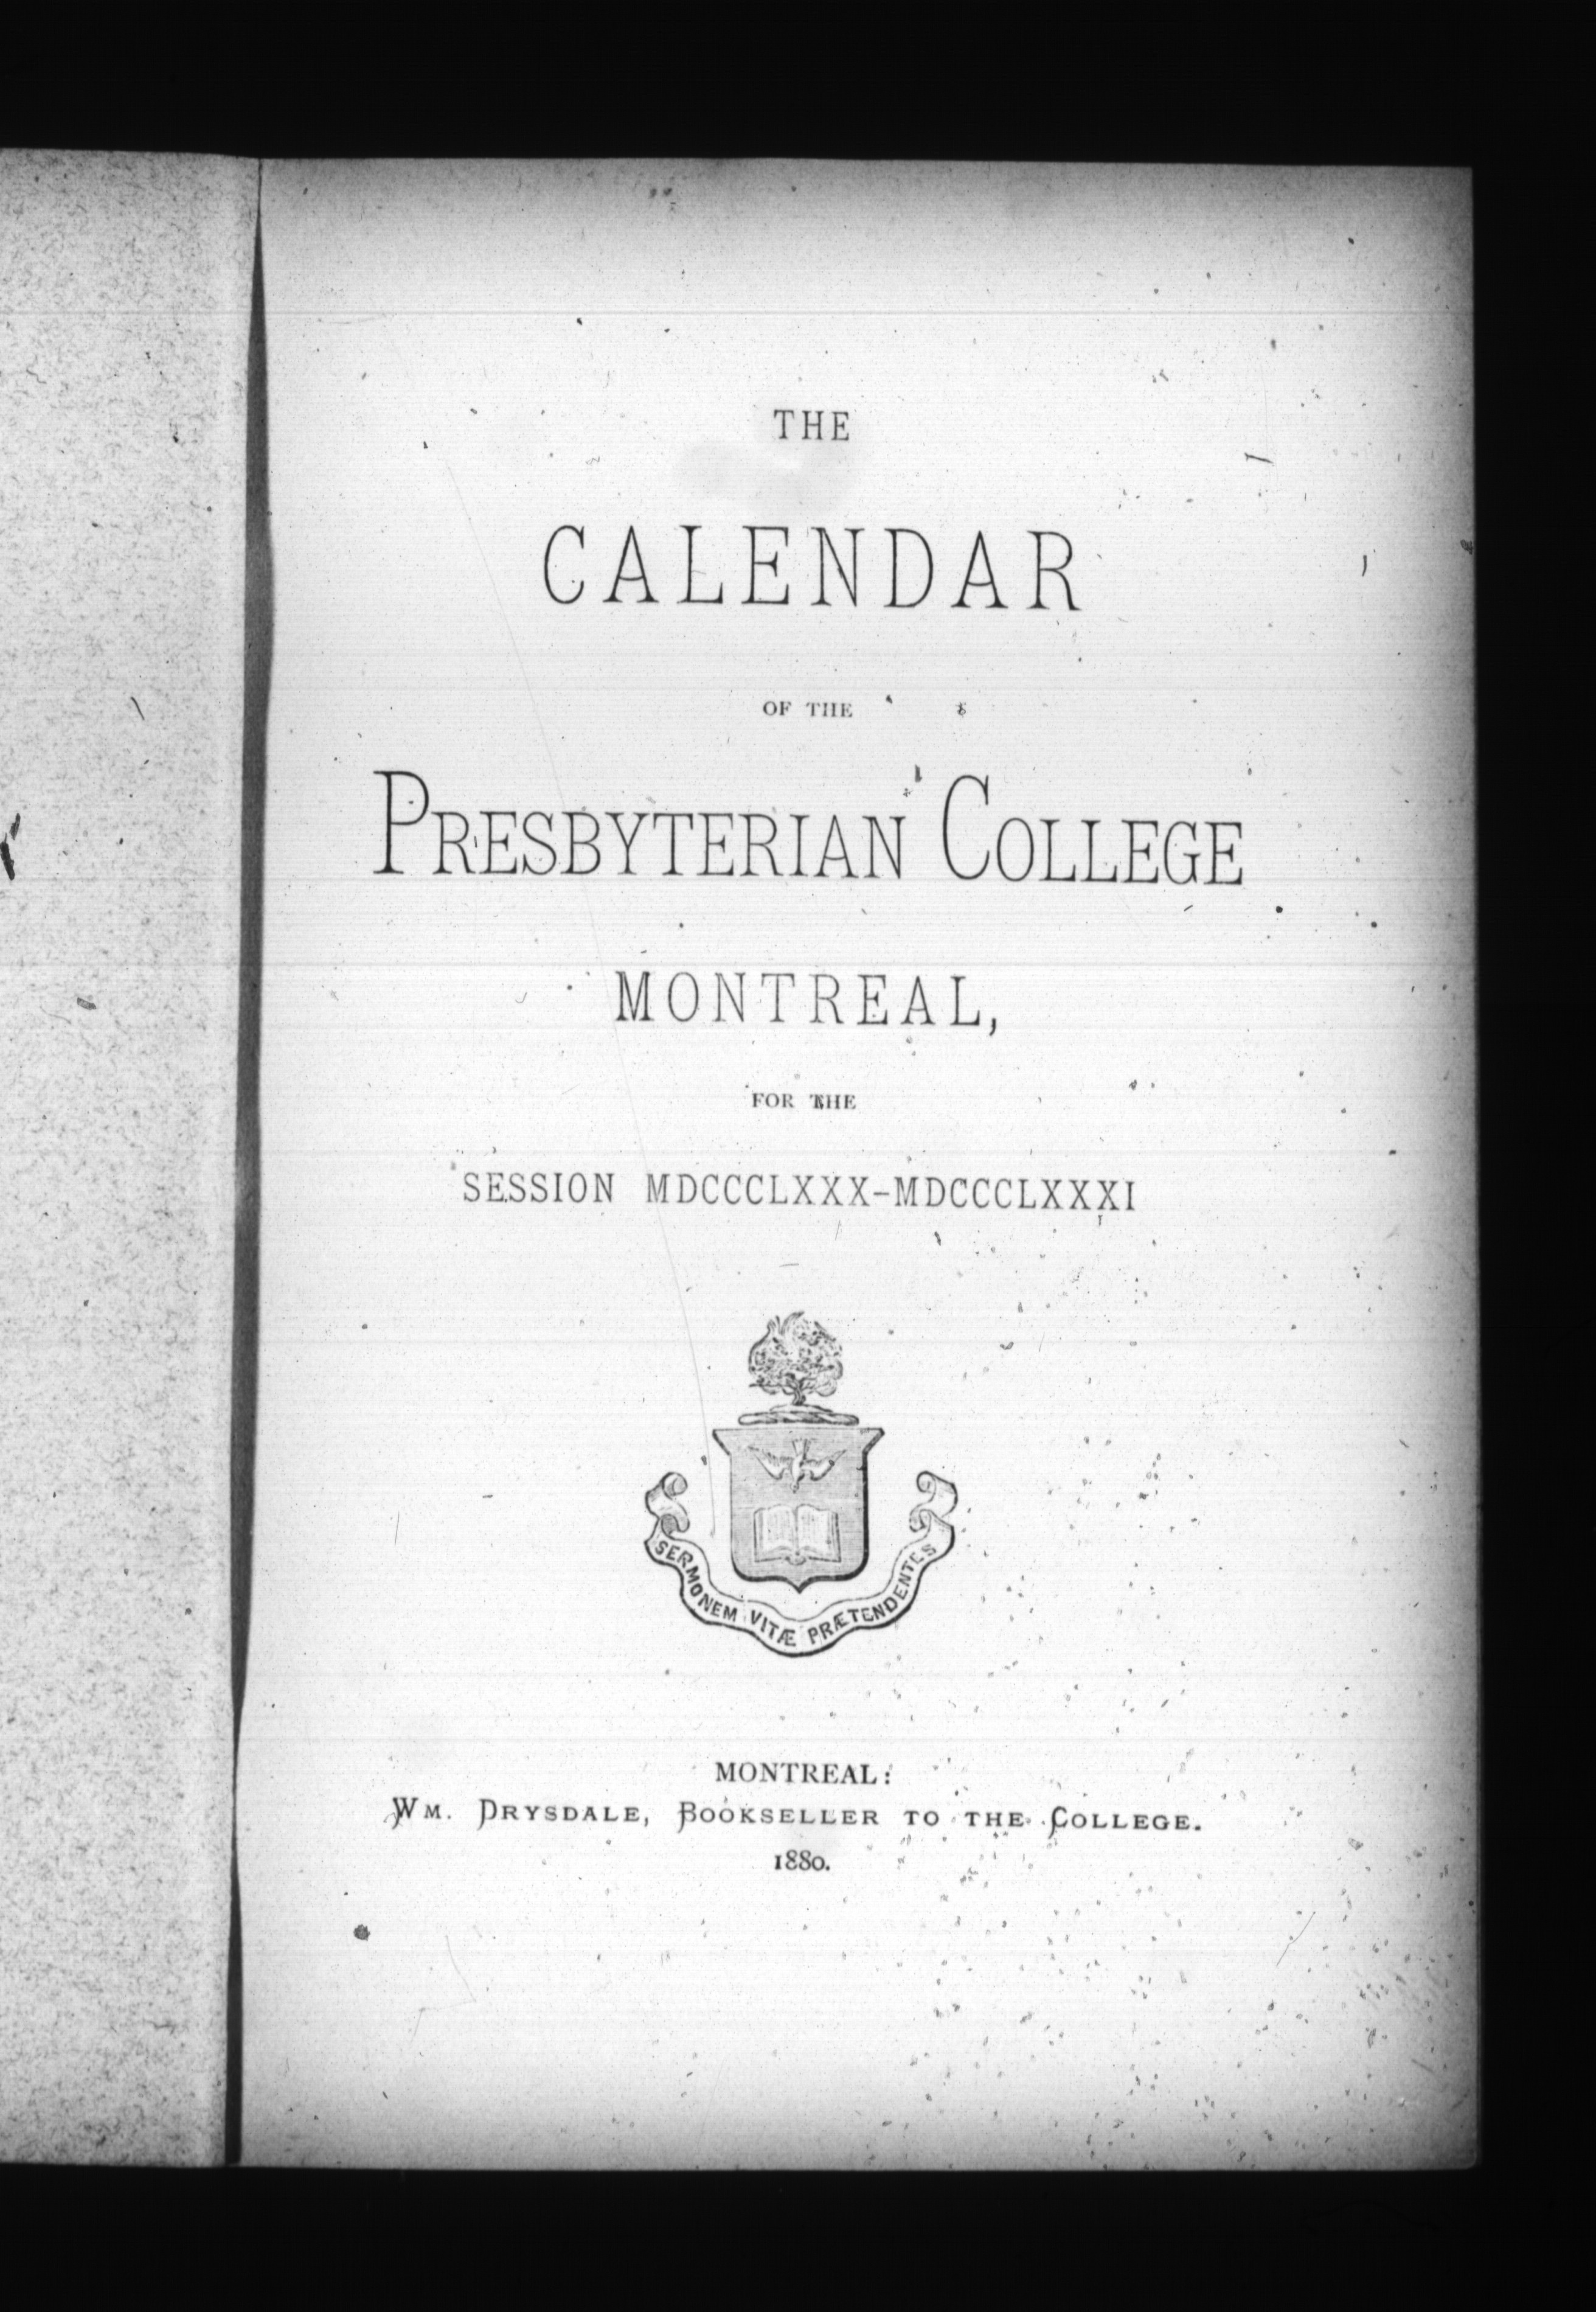 THE
CALENDAR
OF THE
PRESBYTERIAN COLLEGE
MONTREAL,
FOR THE
SESSION MDCCCLXXX-MDCCCLXXXI
SERMONEM VITÆ PRÆTENDENTES
MONTREAL:
WM. DRYSDALE, BOOKSELLER TO THE COLLEGE.
1880.